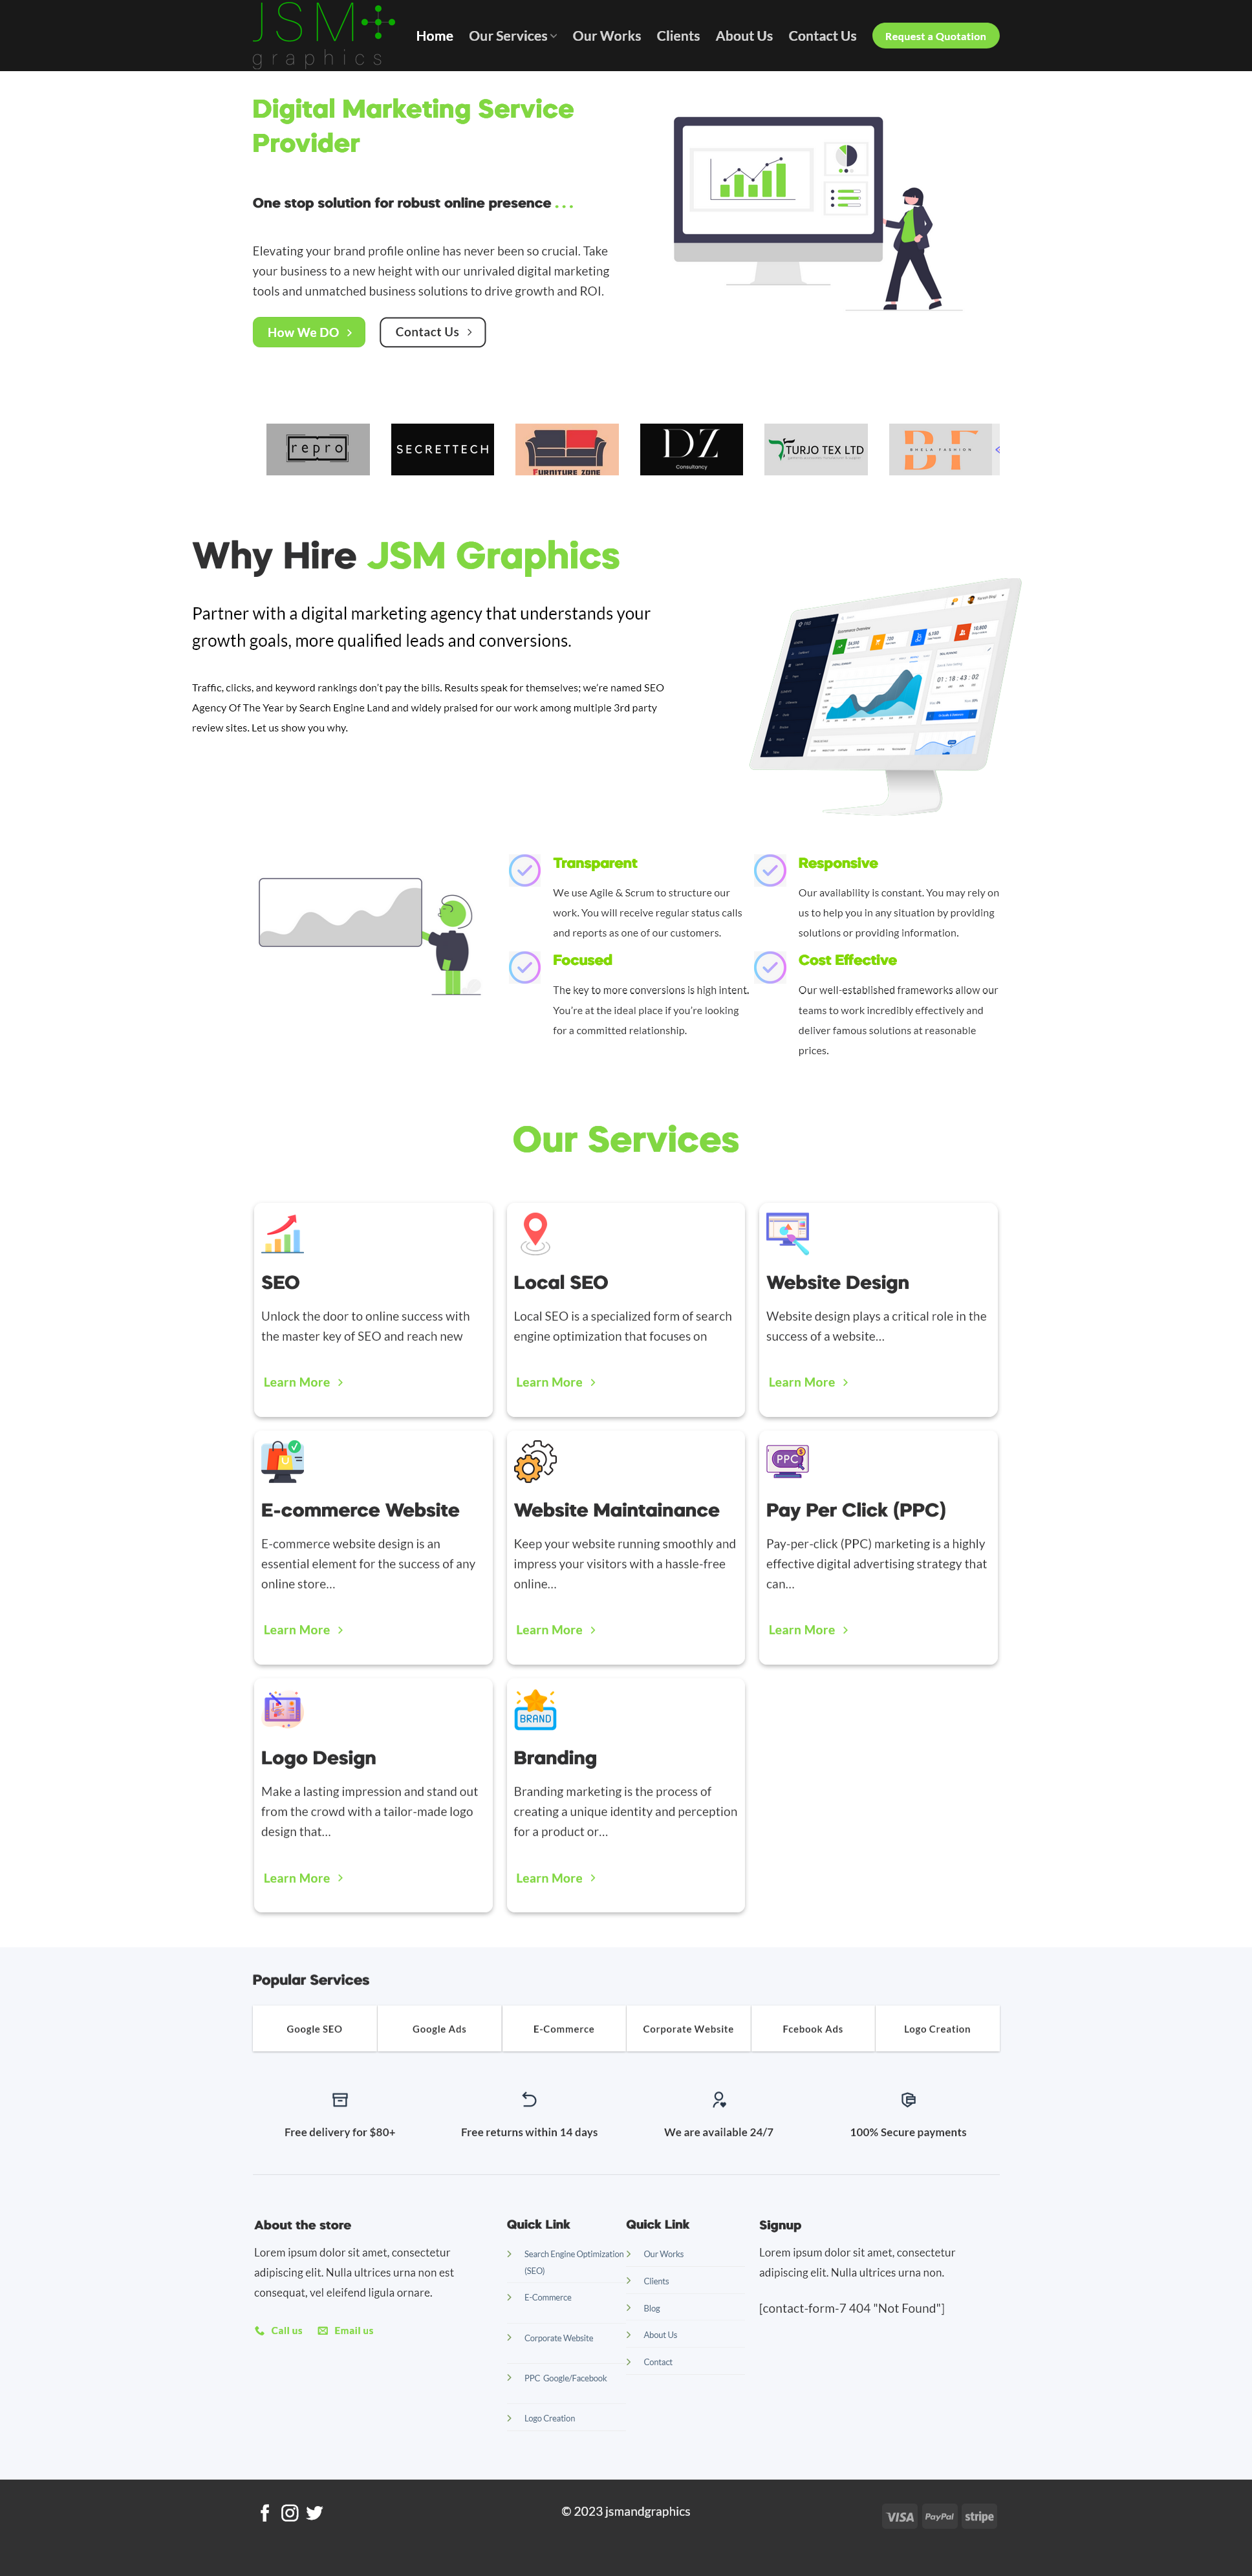 JSM
graphics
Home
Our Services
Our Works
Clients
About Us
Contact Us
Request a Quotation
Digital Marketing Service
Provider
One stop solution for robust online presence . . .
Elevating your brand profile online has never been so crucial. Take
your business to a new height with our unrivaled digital marketing
tools and unmatched business solutions to drive growth and ROI.
How We DO
Contact Us
repro
SECRETTECH
FURNITURE ZONE
DZ
Consultancy
TURJO TEX LTD
BF
BHELA FASHION
Why Hire JSM Graphics
Partner with a digital marketing agency that understands your
growth goals, more qualified leads and conversions.
Traffic, clicks, and keyword rankings don't pay the bills. Results speak for themselves; we're named SEO
Agency Of The Year by Search Engine Land and widely praised for our work among multiple 3rd party
review sites. Let us show you why.
Transparent
We use Agile & Scrum to structure our
work. You will receive regular status calls
and reports as one of our customers.
Responsive
Our availability is constant. You may rely on
us to help you in any situation by providing
solutions or providing information.
Focused
The key to more conversions is high intent.
You're at the ideal place if you're looking
for a committed relationship.
Cost Effective
Our well-established frameworks allow our
teams to work incredibly effectively and
deliver famous solutions at reasonable
prices.
Our Services
SEO
Unlock the door to online success with
the master key of SEO and reach new
Learn More
Local SEO
Local SEO is a specialized form of search
engine optimization that focuses on
Learn More
Website Design
Website design plays a critical role in the
success of a website...
Learn More
E-commerce Website
E-commerce website design is an
essential element for the success of any
online store...
Learn More
Website Maintainance
Keep your website running smoothly and
impress your visitors with a hassle-free
online...
Learn More
PPC
Pay Per Click (PPC)
Pay-per-click (PPC) marketing is a highly
effective digital advertising strategy that
can...
Learn More
Logo Design
Make a lasting impression and stand out
from the crowd with a tailor-made logo
design that...
Learn More
BRAND
Branding
Branding marketing is the process of
creating a unique identity and perception
for a product or...
Learn More
Popular Services
Google SEO
Google Ads
E-Commerce
Corporate Website
Fcebook Ads
Logo Creation
Free delivery for $80+
Free returns within 14 days
We are available 24/7
100% Secure payments
About the store
Lorem ipsum dolor sit amet, consectetur
adipiscing elit. Nulla ultrices urna non est
consequat, vel eleifend ligula ornare.
Call us
Email us
Quick Link
Search Engine Optimization
(SEO)
E-Commerce
Corporate Website
PPC Google/Facebook
Logo Creation
Quick Link
Our Works
Clients
Blog
About Us
Contact
Signup
Lorem ipsum dolor sit amet, consectetur
adipiscing elit. Nulla ultrices urna non.
[contact-form-7 404 "Not Found"]
© 2023 jsmandgraphics
VISA
PayPal
stripe